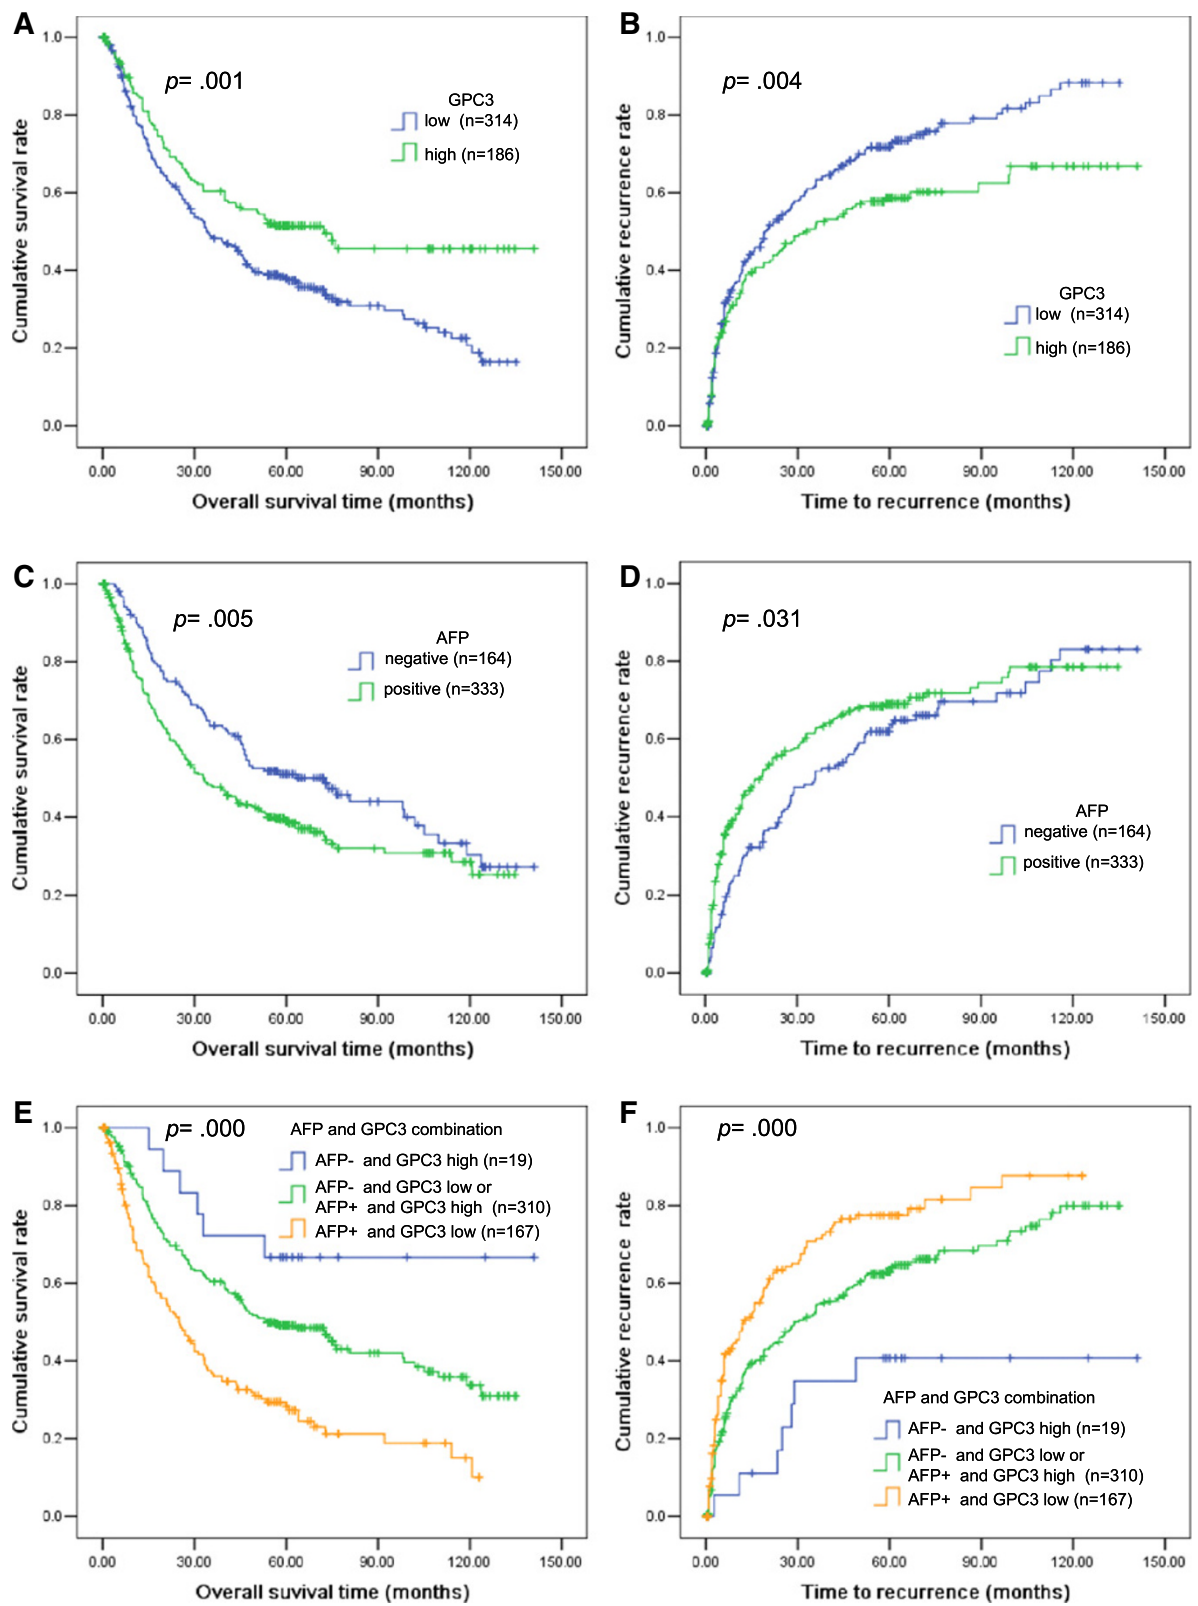 A
p= .001
GPC3
low (n=314)
high (n=186)
1.0
0.8
0.6
0.4
0.2
0.0
Cumulative survival rate
0.00 30.00 60.00 90.00 120.00 150.00
Overall survival time (months)
B
p= .004
GPC3
low (n=314)
high (n=186)
1.0
0.8
0.6
0.4
0.2
0.0
Cumulative recurrence rate
0.00 30.00 60.00 90.00 120.00 150.00
Time to recurrence (months)
C
p= .005
AFP
negative (n=164)
positive (n=333)
1.0
0.8
0.6
0.4
0.2
0.0
Cumulative survival rate
0.00 30.00 60.00 90.00 120.00 150.00
Overall survival time (months)
D
p= .031
AFP
negative (n=164)
positive (n=333)
1.0
0.8
0.6
0.4
0.2
0.0
Cumulative recurrence rate
0.00 30.00 60.00 90.00 120.00 150.00
Time to recurrence (months)
E
p= .000
AFP and GPC3 combination
AFP- and GPC3 high (n=19)
AFP- and GPC3 low or
AFP+ and GPC3 high (n=310)
AFP+ and GPC3 low (n=167)
1.0
0.8
0.6
0.4
0.2
0.0
Cumulative survival rate
0.00 30.00 60.00 90.00 120.00 150.00
Overall suvival time (months)
F
p= .000
AFP and GPC3 combination
AFP- and GPC3 high (n=19)
AFP- and GPC3 low or
AFP+ and GPC3 high (n=310)
AFP+ and GPC3 low (n=167)
1.0
0.8
0.6
0.4
0.2
0.0
Cumulative recurrence rate
0.00 30.00 60.00 90.00 120.00 150.00
Time to recurrence (months)